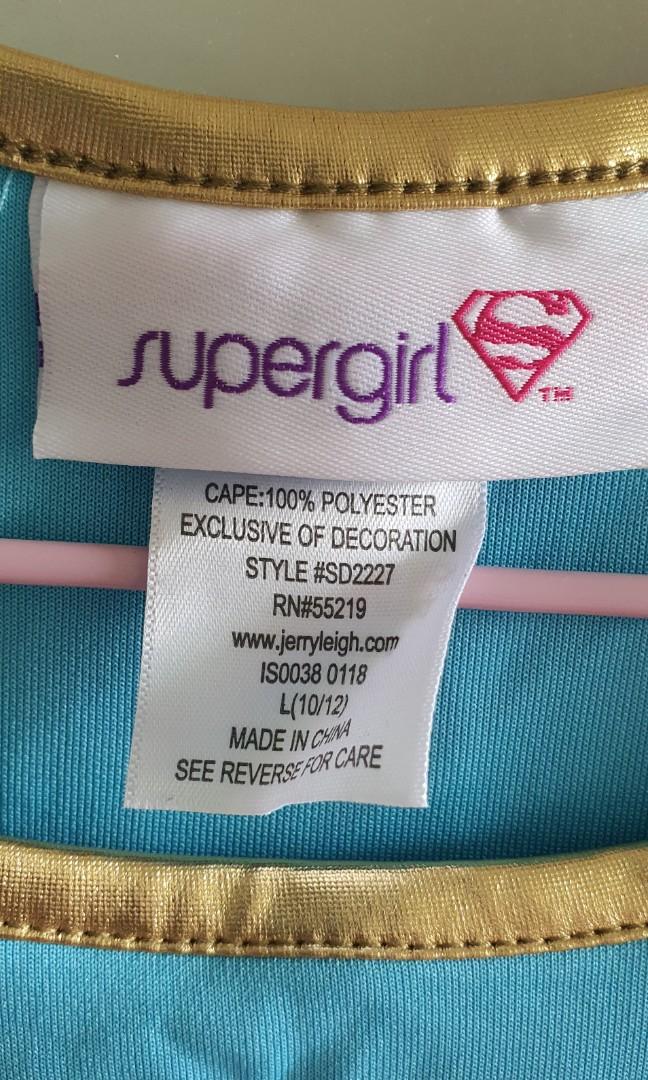 supergirl
TM
CAPE:100% POLYESTER
EXCLUSIVE OF DECORATION
STYLE #SD2227
RN#55219
www.jerryleigh.com
IS0038 0118
L(10/12)
MADE IN CHINA
SEE REVERSE FOR CARE